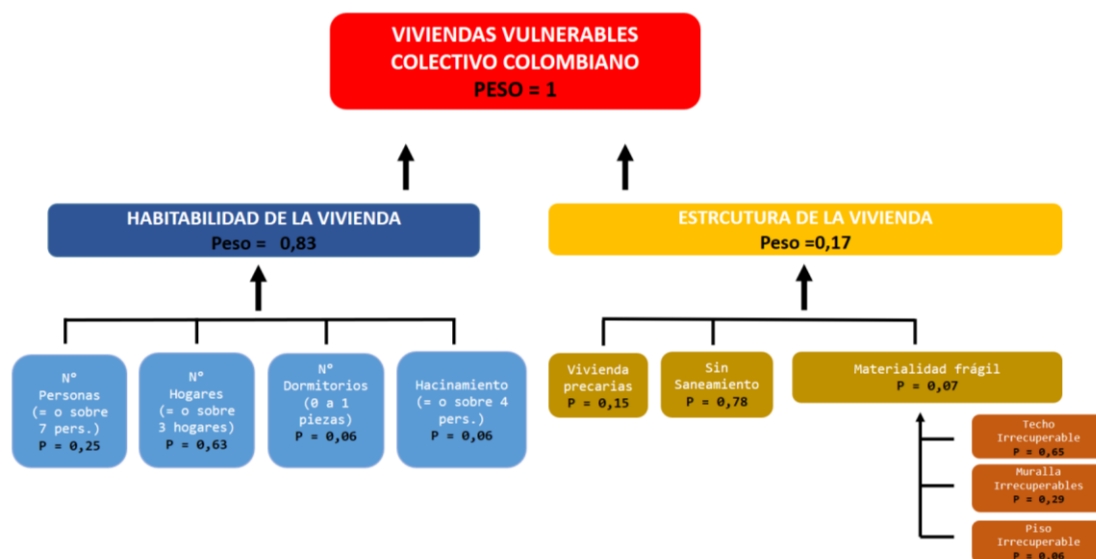 VIVIENDAS VULNERABLES
COLECTIVO COLOMBIANO
PESO = 1
HABITABILIDAD DE LA VIVIENDA
Peso = 0,83
ESTRCUTURA DE LA VIVIENDA
Peso =0,17
N°
Personas
(= o sobre
7 pers.)
P = 0,25
N°
Hogares
(= o sobre
3 hogares)
P = 0,63
N°
Dormitorios
(0 a 1
piezas)
P = 0,06
Hacinamiento
(= o sobre 4
pers.)
P = 0,06
Vivienda
precarias
P = 0,15
Sin
Saneamiento
P = 0,78
Materialidad frágil
P = 0,07
Techo
Irrecuperable
P = 0,65
Muralla
Irrecuperables
P = 0,29
Piso
Irrecuperable
P = 0,06